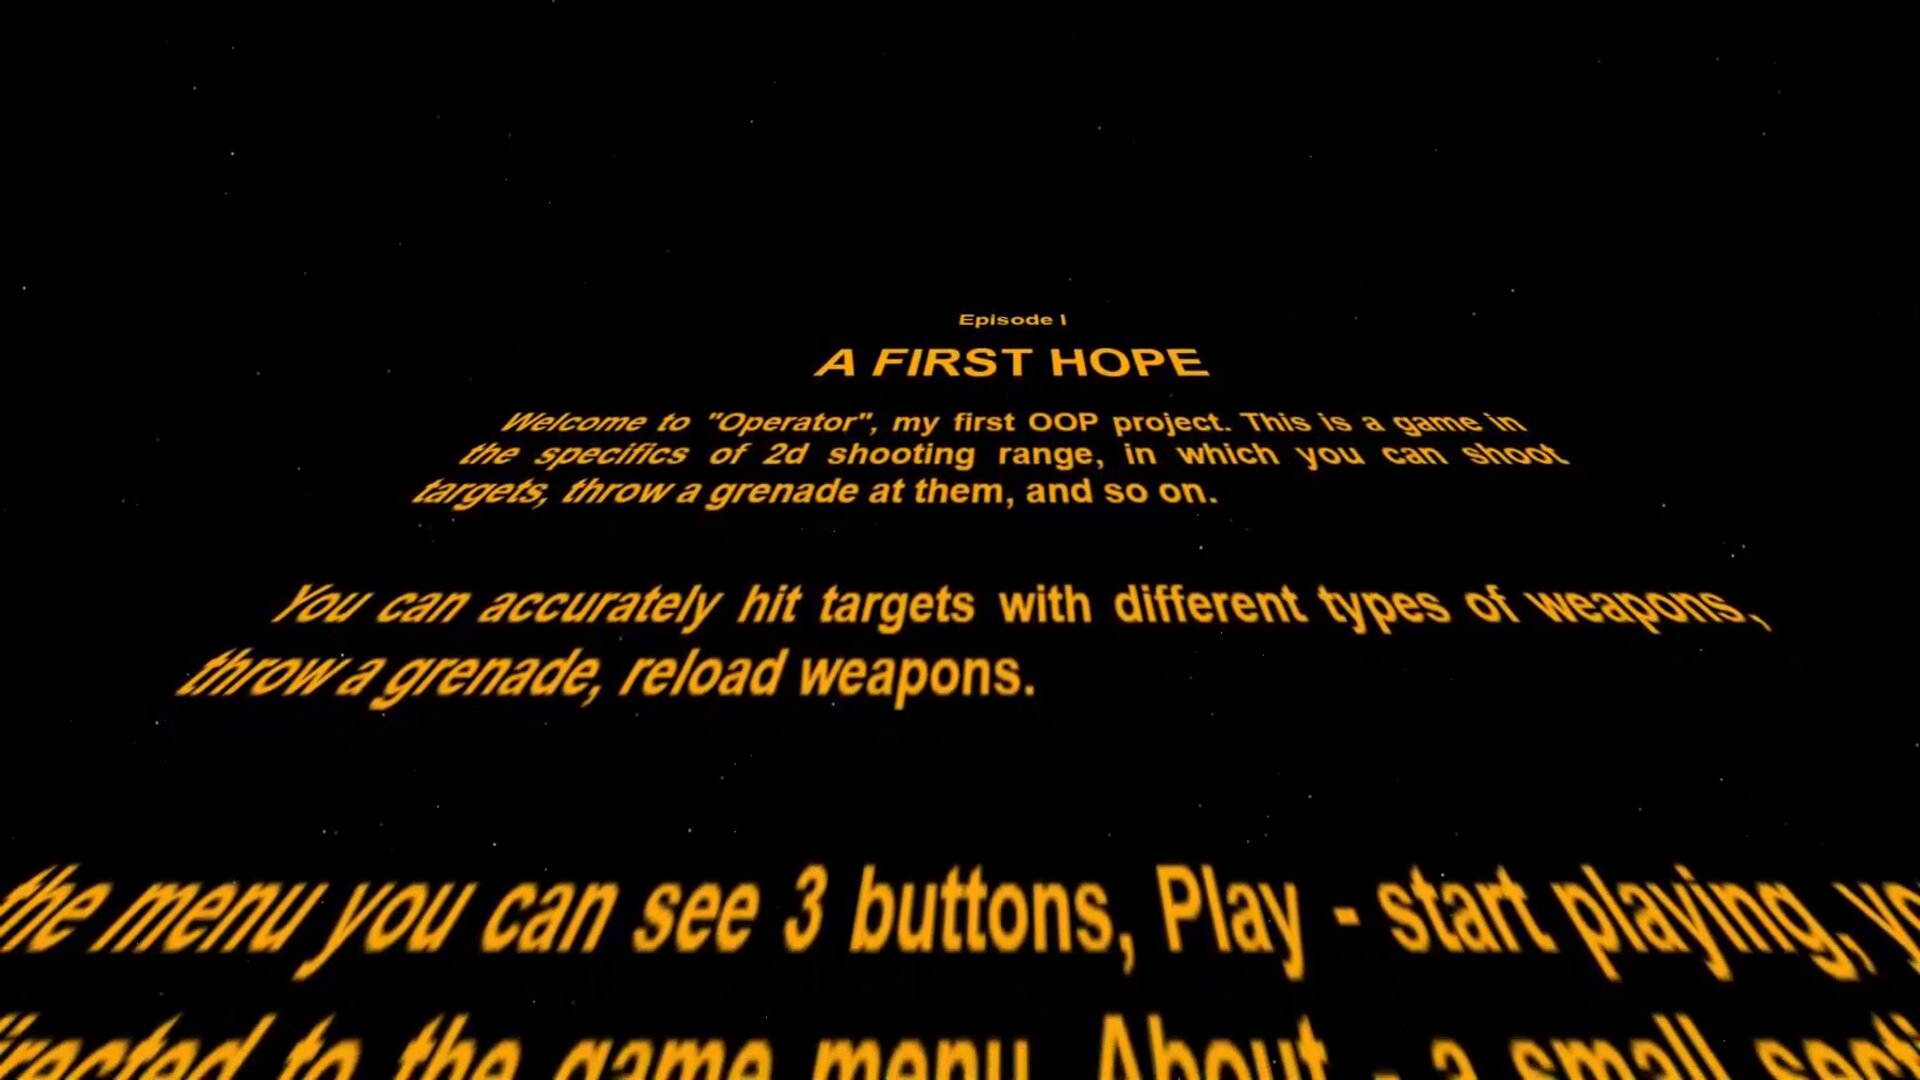 Episode I
A FIRST HOPE
Welcome to "Operator", my first OOP project. This is a game in
the specifics of 2d shooting range, in which you can shoot
targets, throw a grenade at them, and so on.
You can accurately hit targets with different types of weapons,
throw a grenade, reload weapons.
the menu you can see 3 buttons, Play - start playing,
to the game menu. About - a small